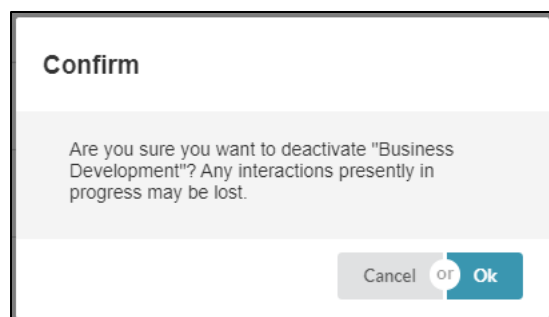 Confirm
Are you sure you want to deactivate "Business
Development"? Any interactions presently in
progress may be lost.
Cancel or Ok